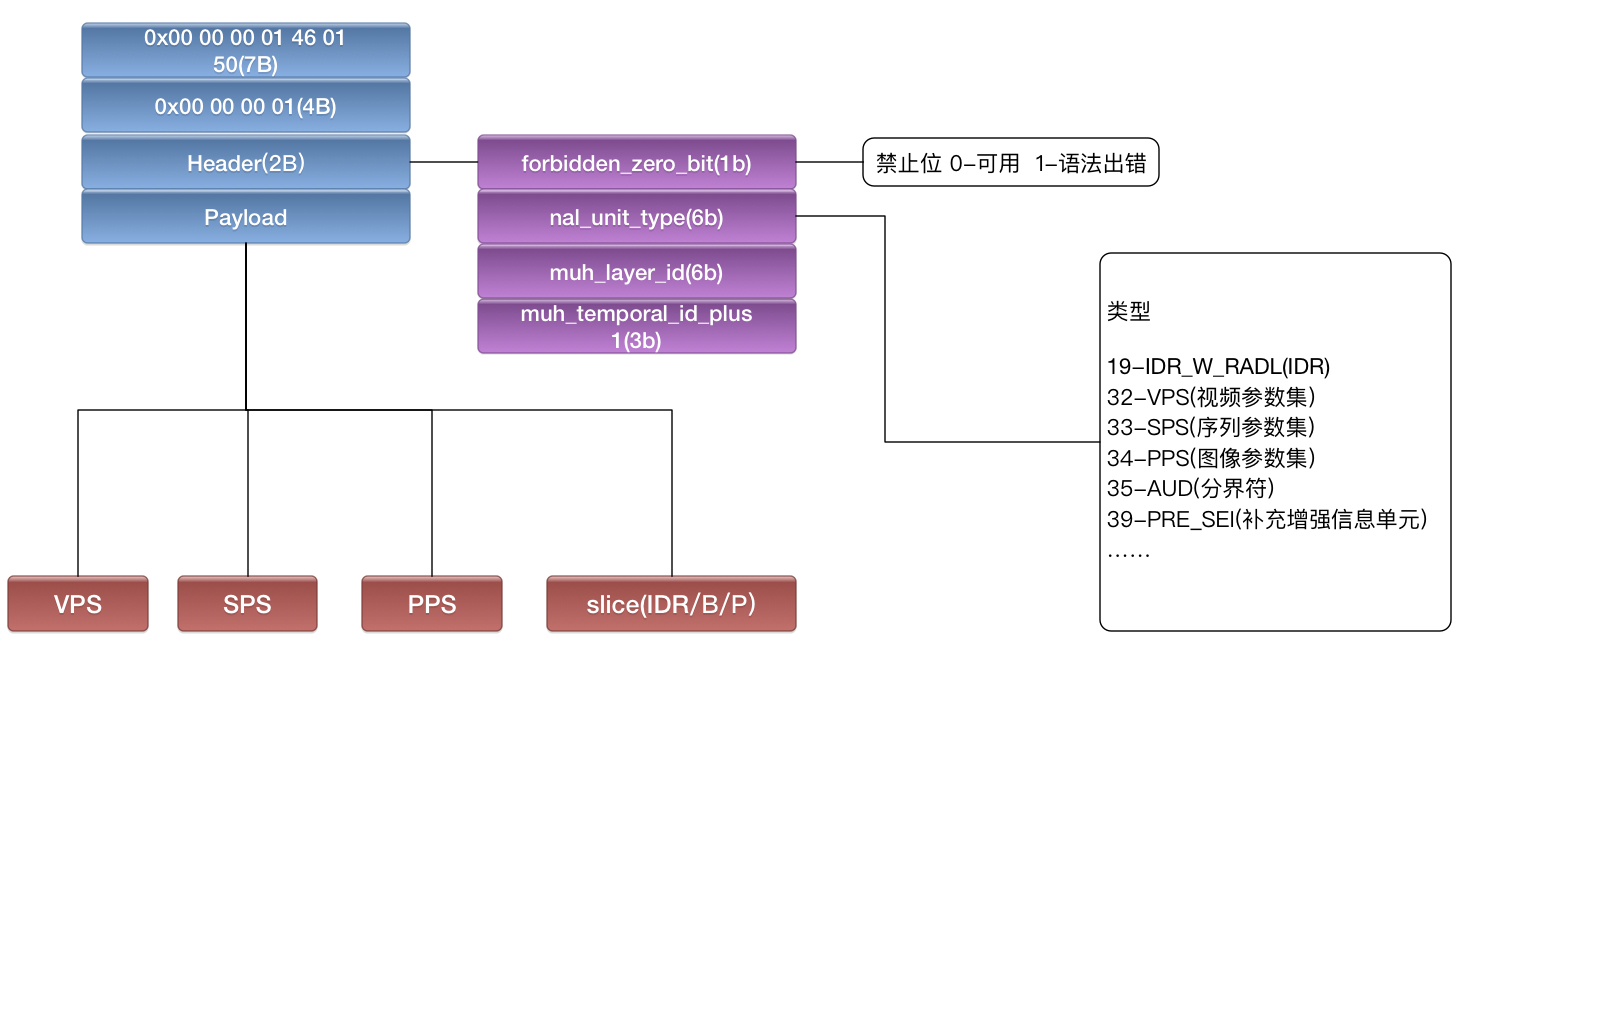 0x00 00 00 01 46 01
50(7B)
0x00 00 00 01(4B)
Header(2B)
Payload
forbidden_zero_bit(1b)
nal_unit_type(6b)
muh_layer_id(6b)
muh_temporal_id_plus
1(3b)
禁止位 0-可用 1-语法出错
类型
19-IDR_W_RADL(IDR)
32-VPS(视频参数集)
33-SPS(序列参数集)
34-PPS(图像参数集)
35-AUD(分界符)
39-PRE_SEI(补充增强信息单元)
......
VPS
SPS
PPS
slice(IDR/B/P)